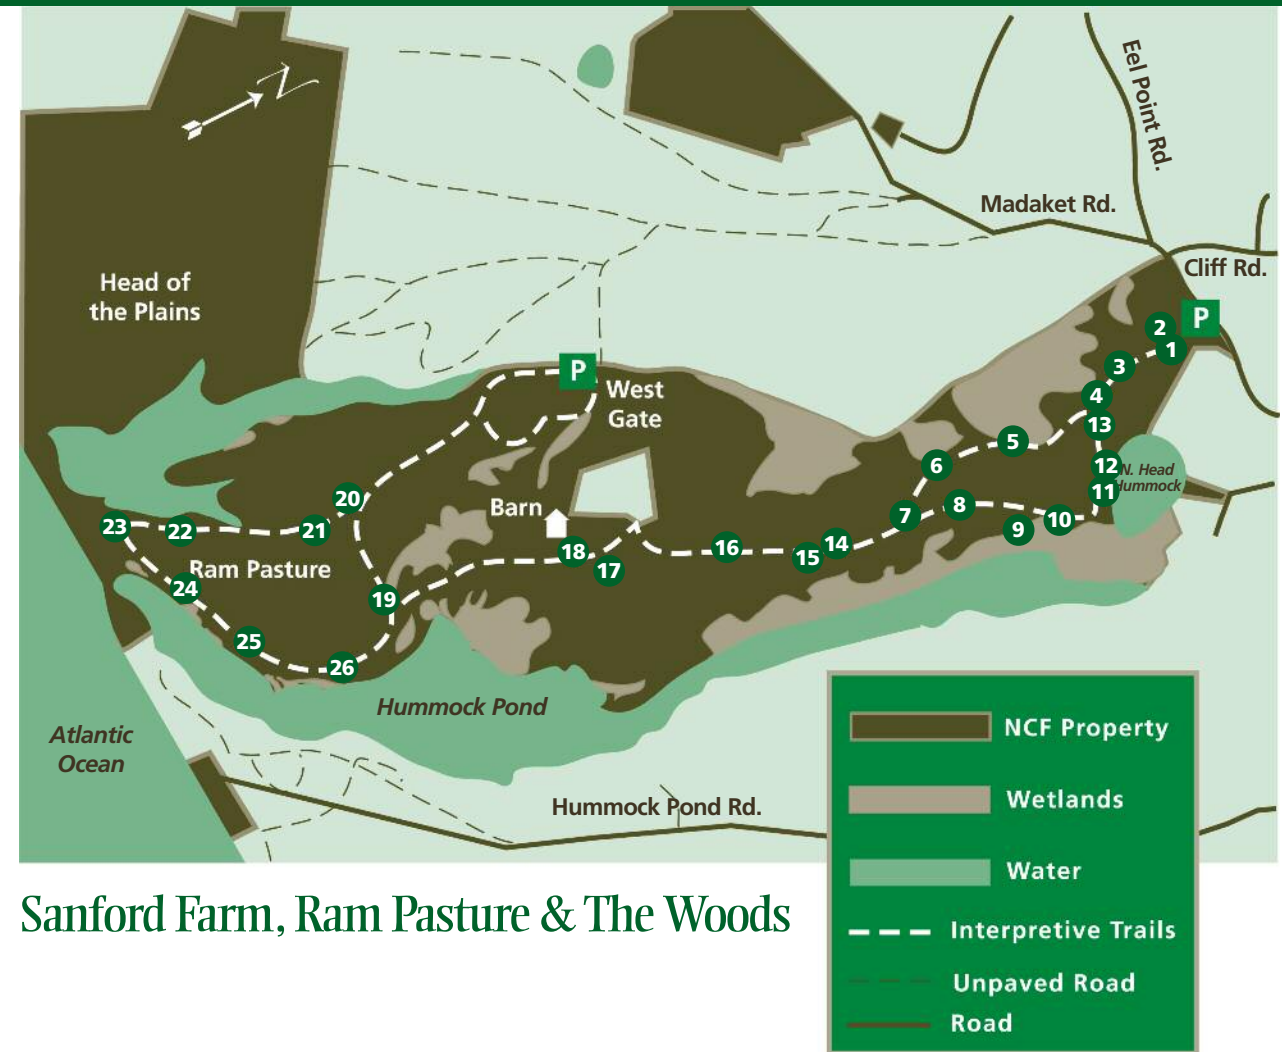 N
Eel Point Rd.
Madaket Rd.
Cliff Rd.
Head of
the Plains
P
2
1
3
4
P
West
Gate
13
5
6
12
N. Head
Hummock
11
20
Barn
8
7
10
9
23
22
21
14
16
15
18
17
Ram Pasture
24
19
25
26
Hummock Pond
Atlantic
Ocean
Hummock Pond Rd.
NCF Property
Wetlands
Water
Interpretive Trails
Unpaved Road
Road
Sanford Farm, Ram Pasture & The Woods